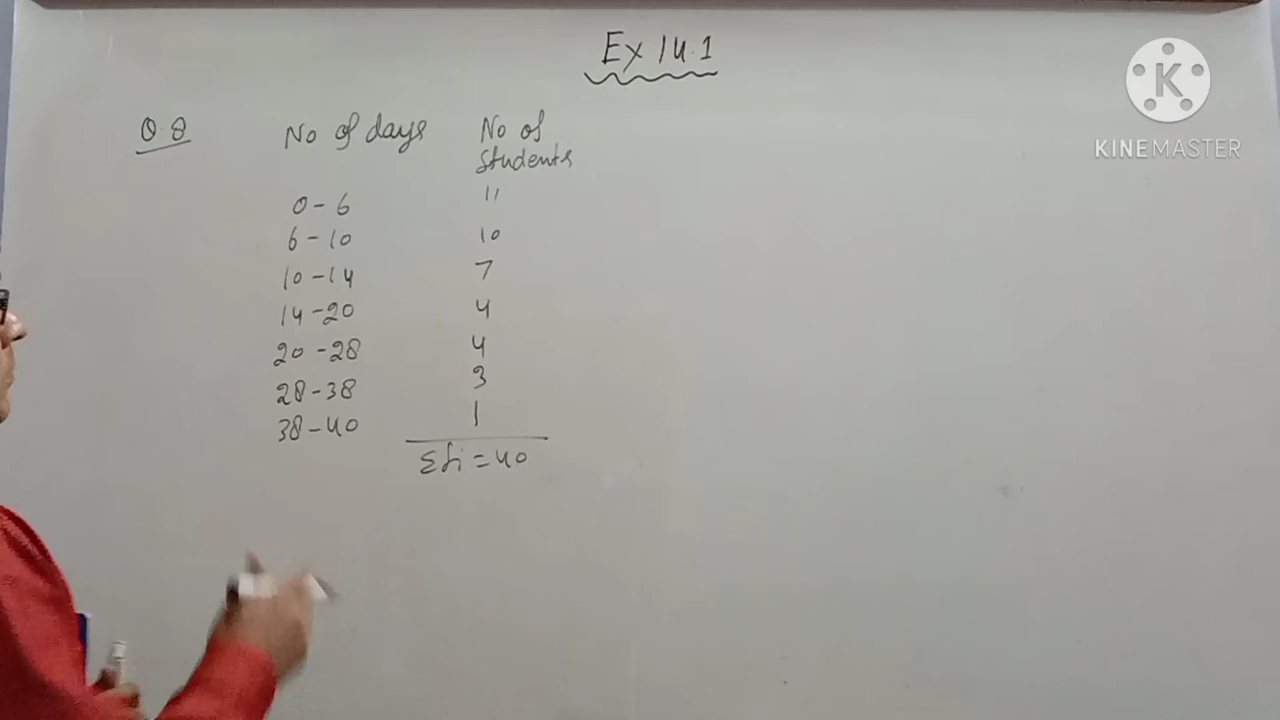 Ex 14.1
Q.8 No of days No of students
0-6 11
6-10 10
10-14 7
14-20 4
20-28 4
28-38 3
38-40 1
Σfi = 40
K
KINEMASTER